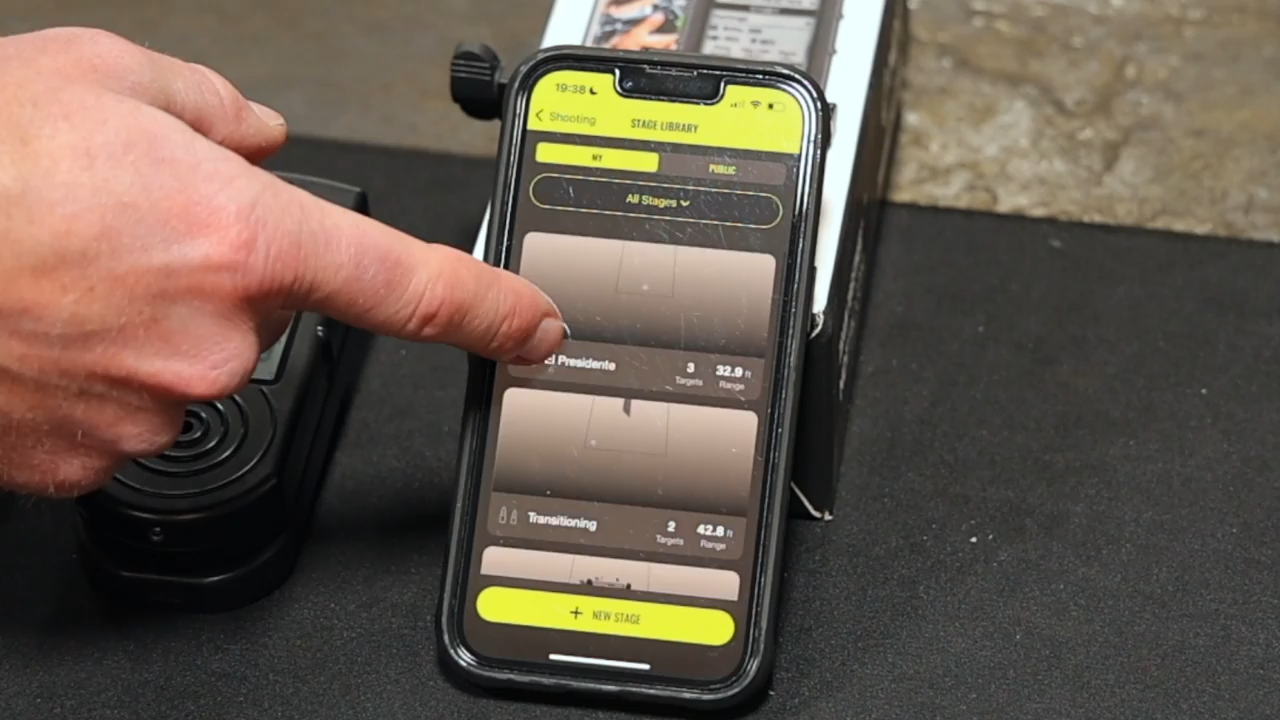 19:38
Shooting
STAGE LIBRARY
MY
PUBLIC
All Stages
El Presidente
3
Targets
32.9 ft
Range
Transitioning
2
Targets
42.8 ft
Range
+ NEW STAGE